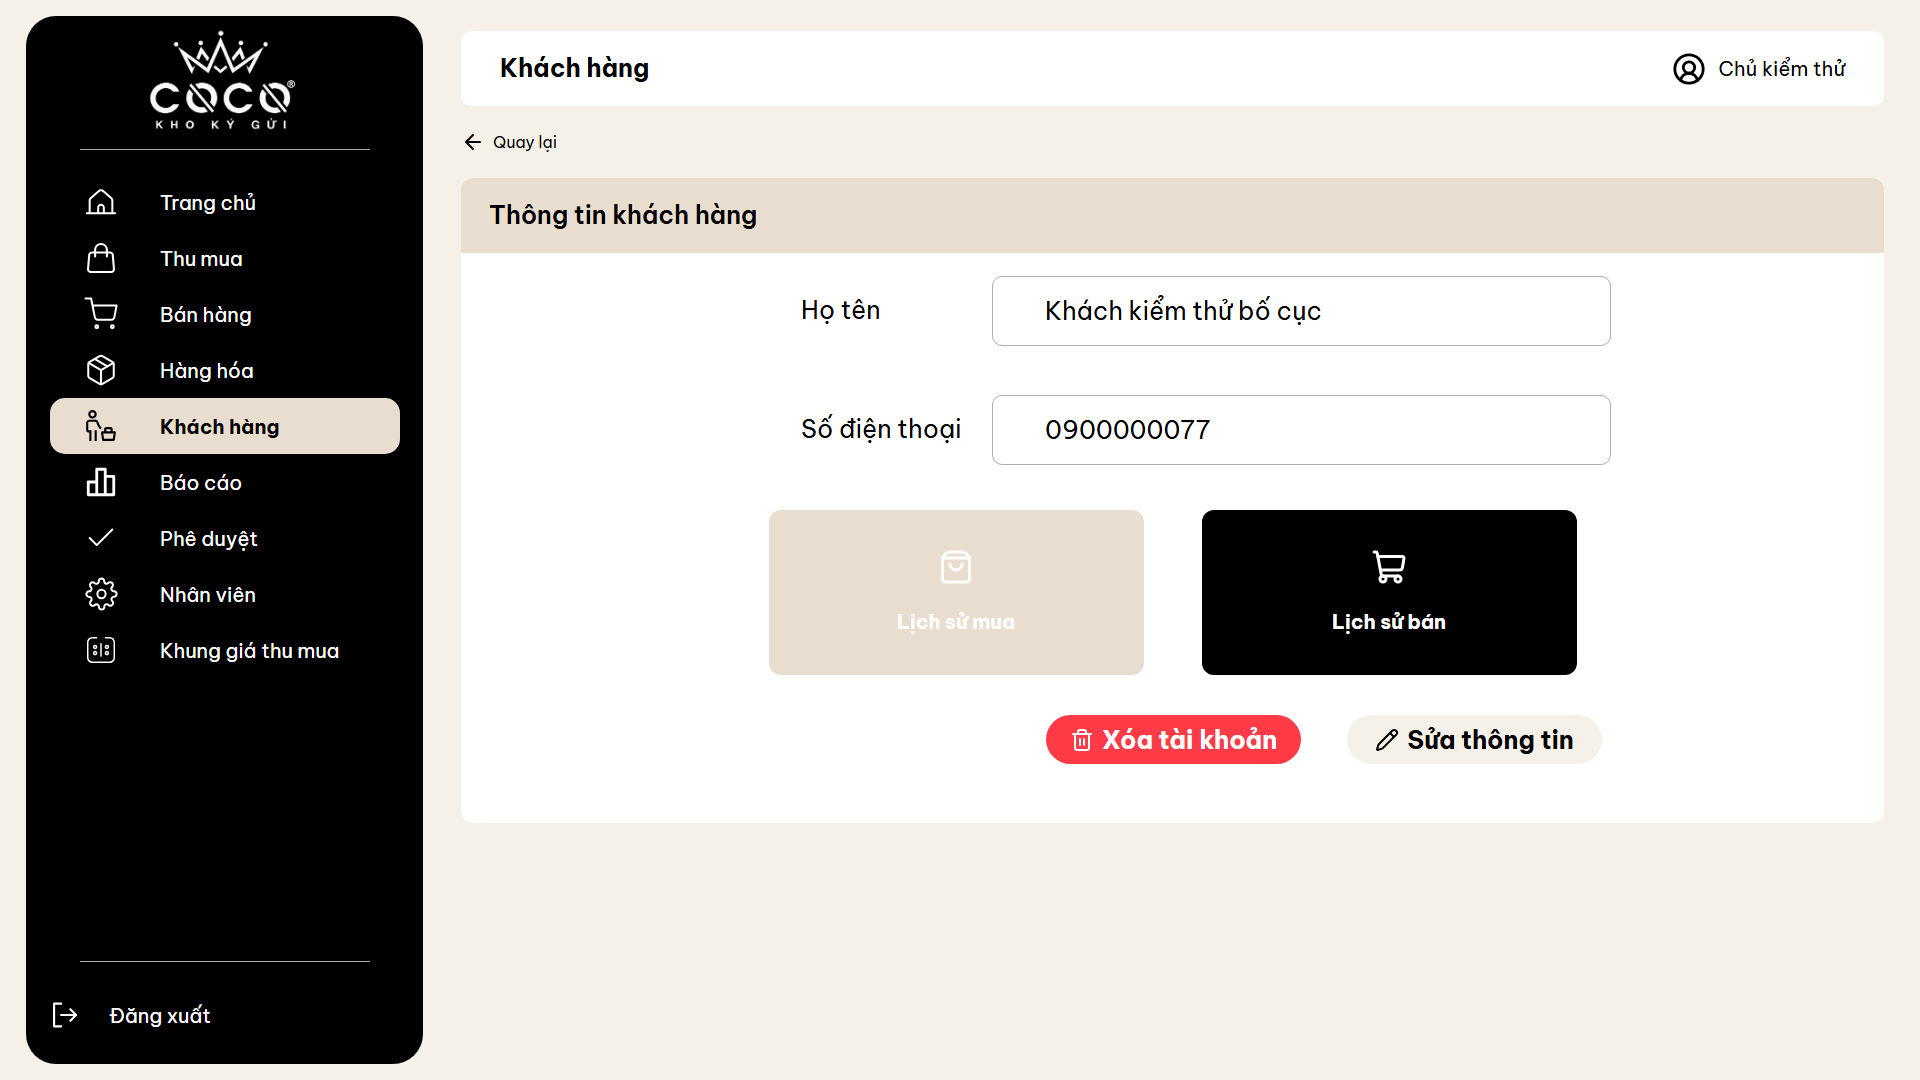 COCO®
KHO KÝ GỬI
Trang chủ
Thu mua
Bán hàng
Hàng hóa
Khách hàng
Báo cáo
Phê duyệt
Nhân viên
Khung giá thu mua
Đăng xuất
Khách hàng
Chủ kiểm thử
Quay lại
Thông tin khách hàng
Họ tên
Khách kiểm thử bố cục
Số điện thoại
0900000077
Lịch sử mua
Lịch sử bán
Xóa tài khoản
Sửa thông tin